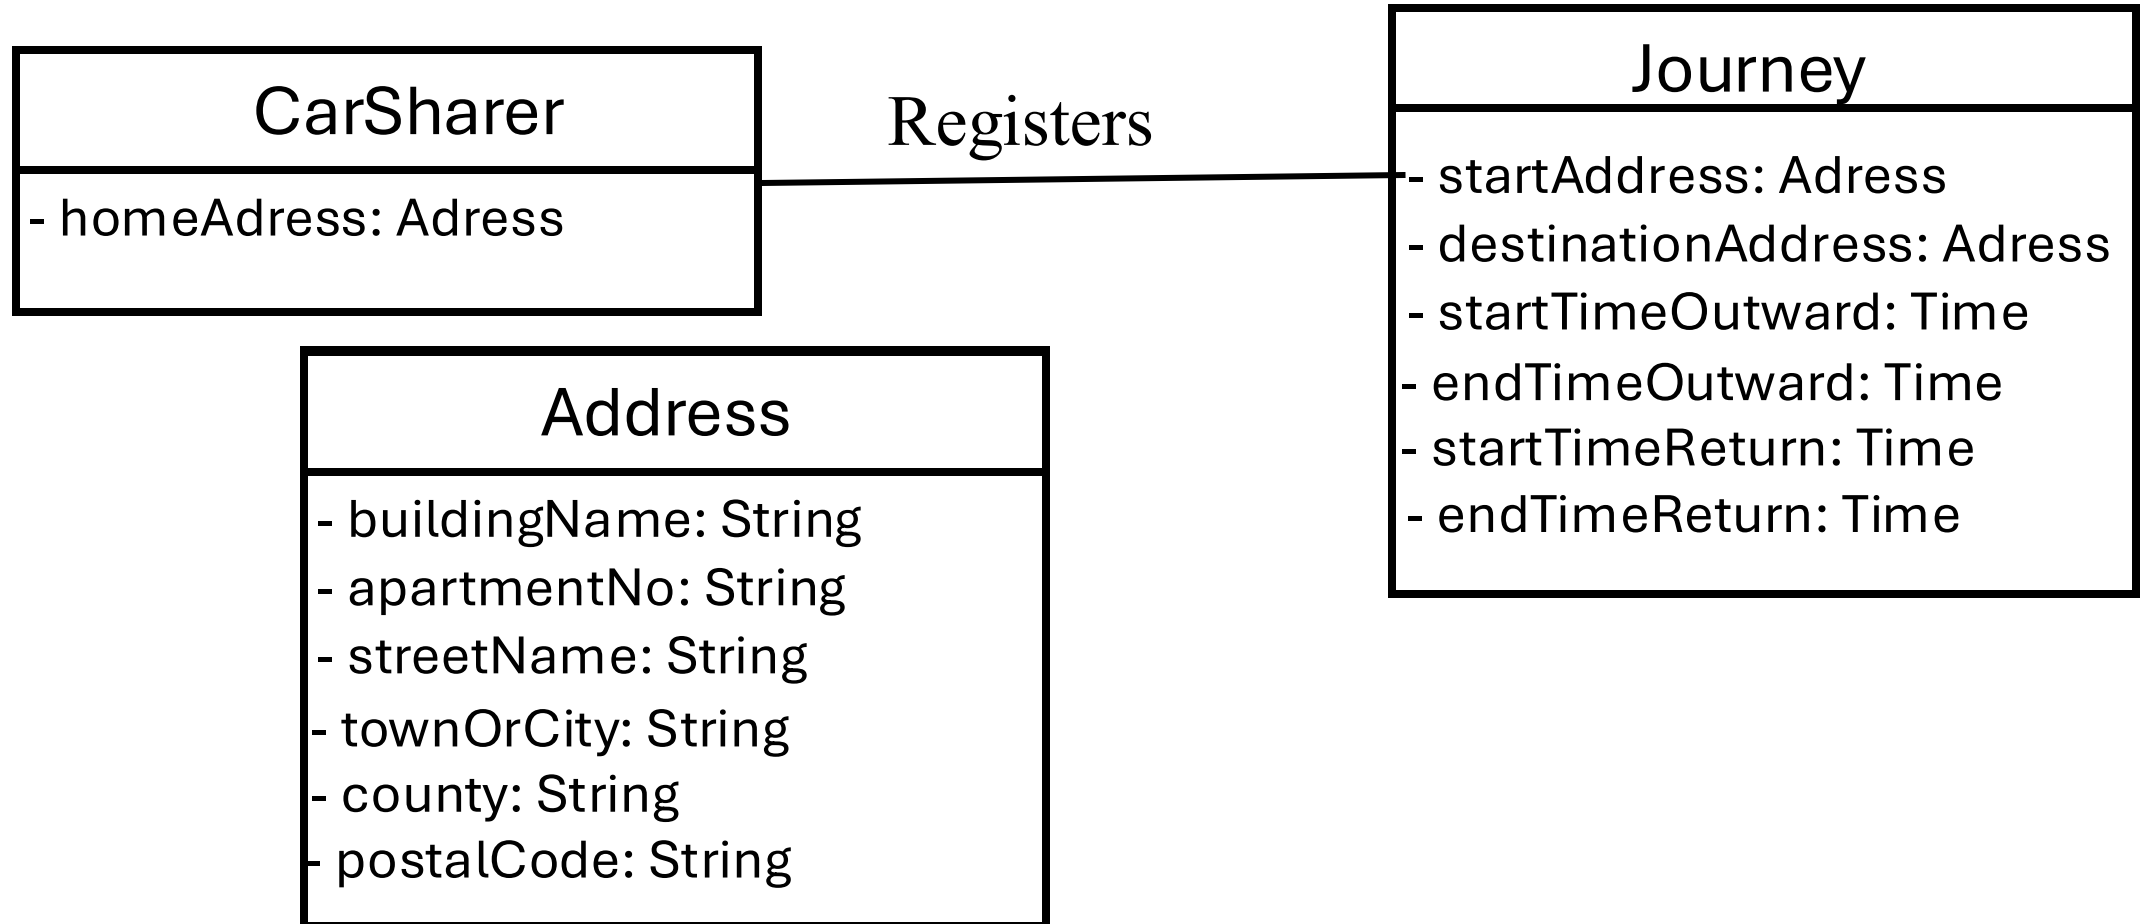 CarSharer
- homeAdress: Adress
Registers
Journey
- startAddress: Adress
- destinationAddress: Adress
- startTimeOutward: Time
- endTimeOutward: Time
- startTimeReturn: Time
- endTimeReturn: Time
Address
- buildingName: String
- apartmentNo: String
- streetName: String
- townOrCity: String
- county: String
- postalCode: String